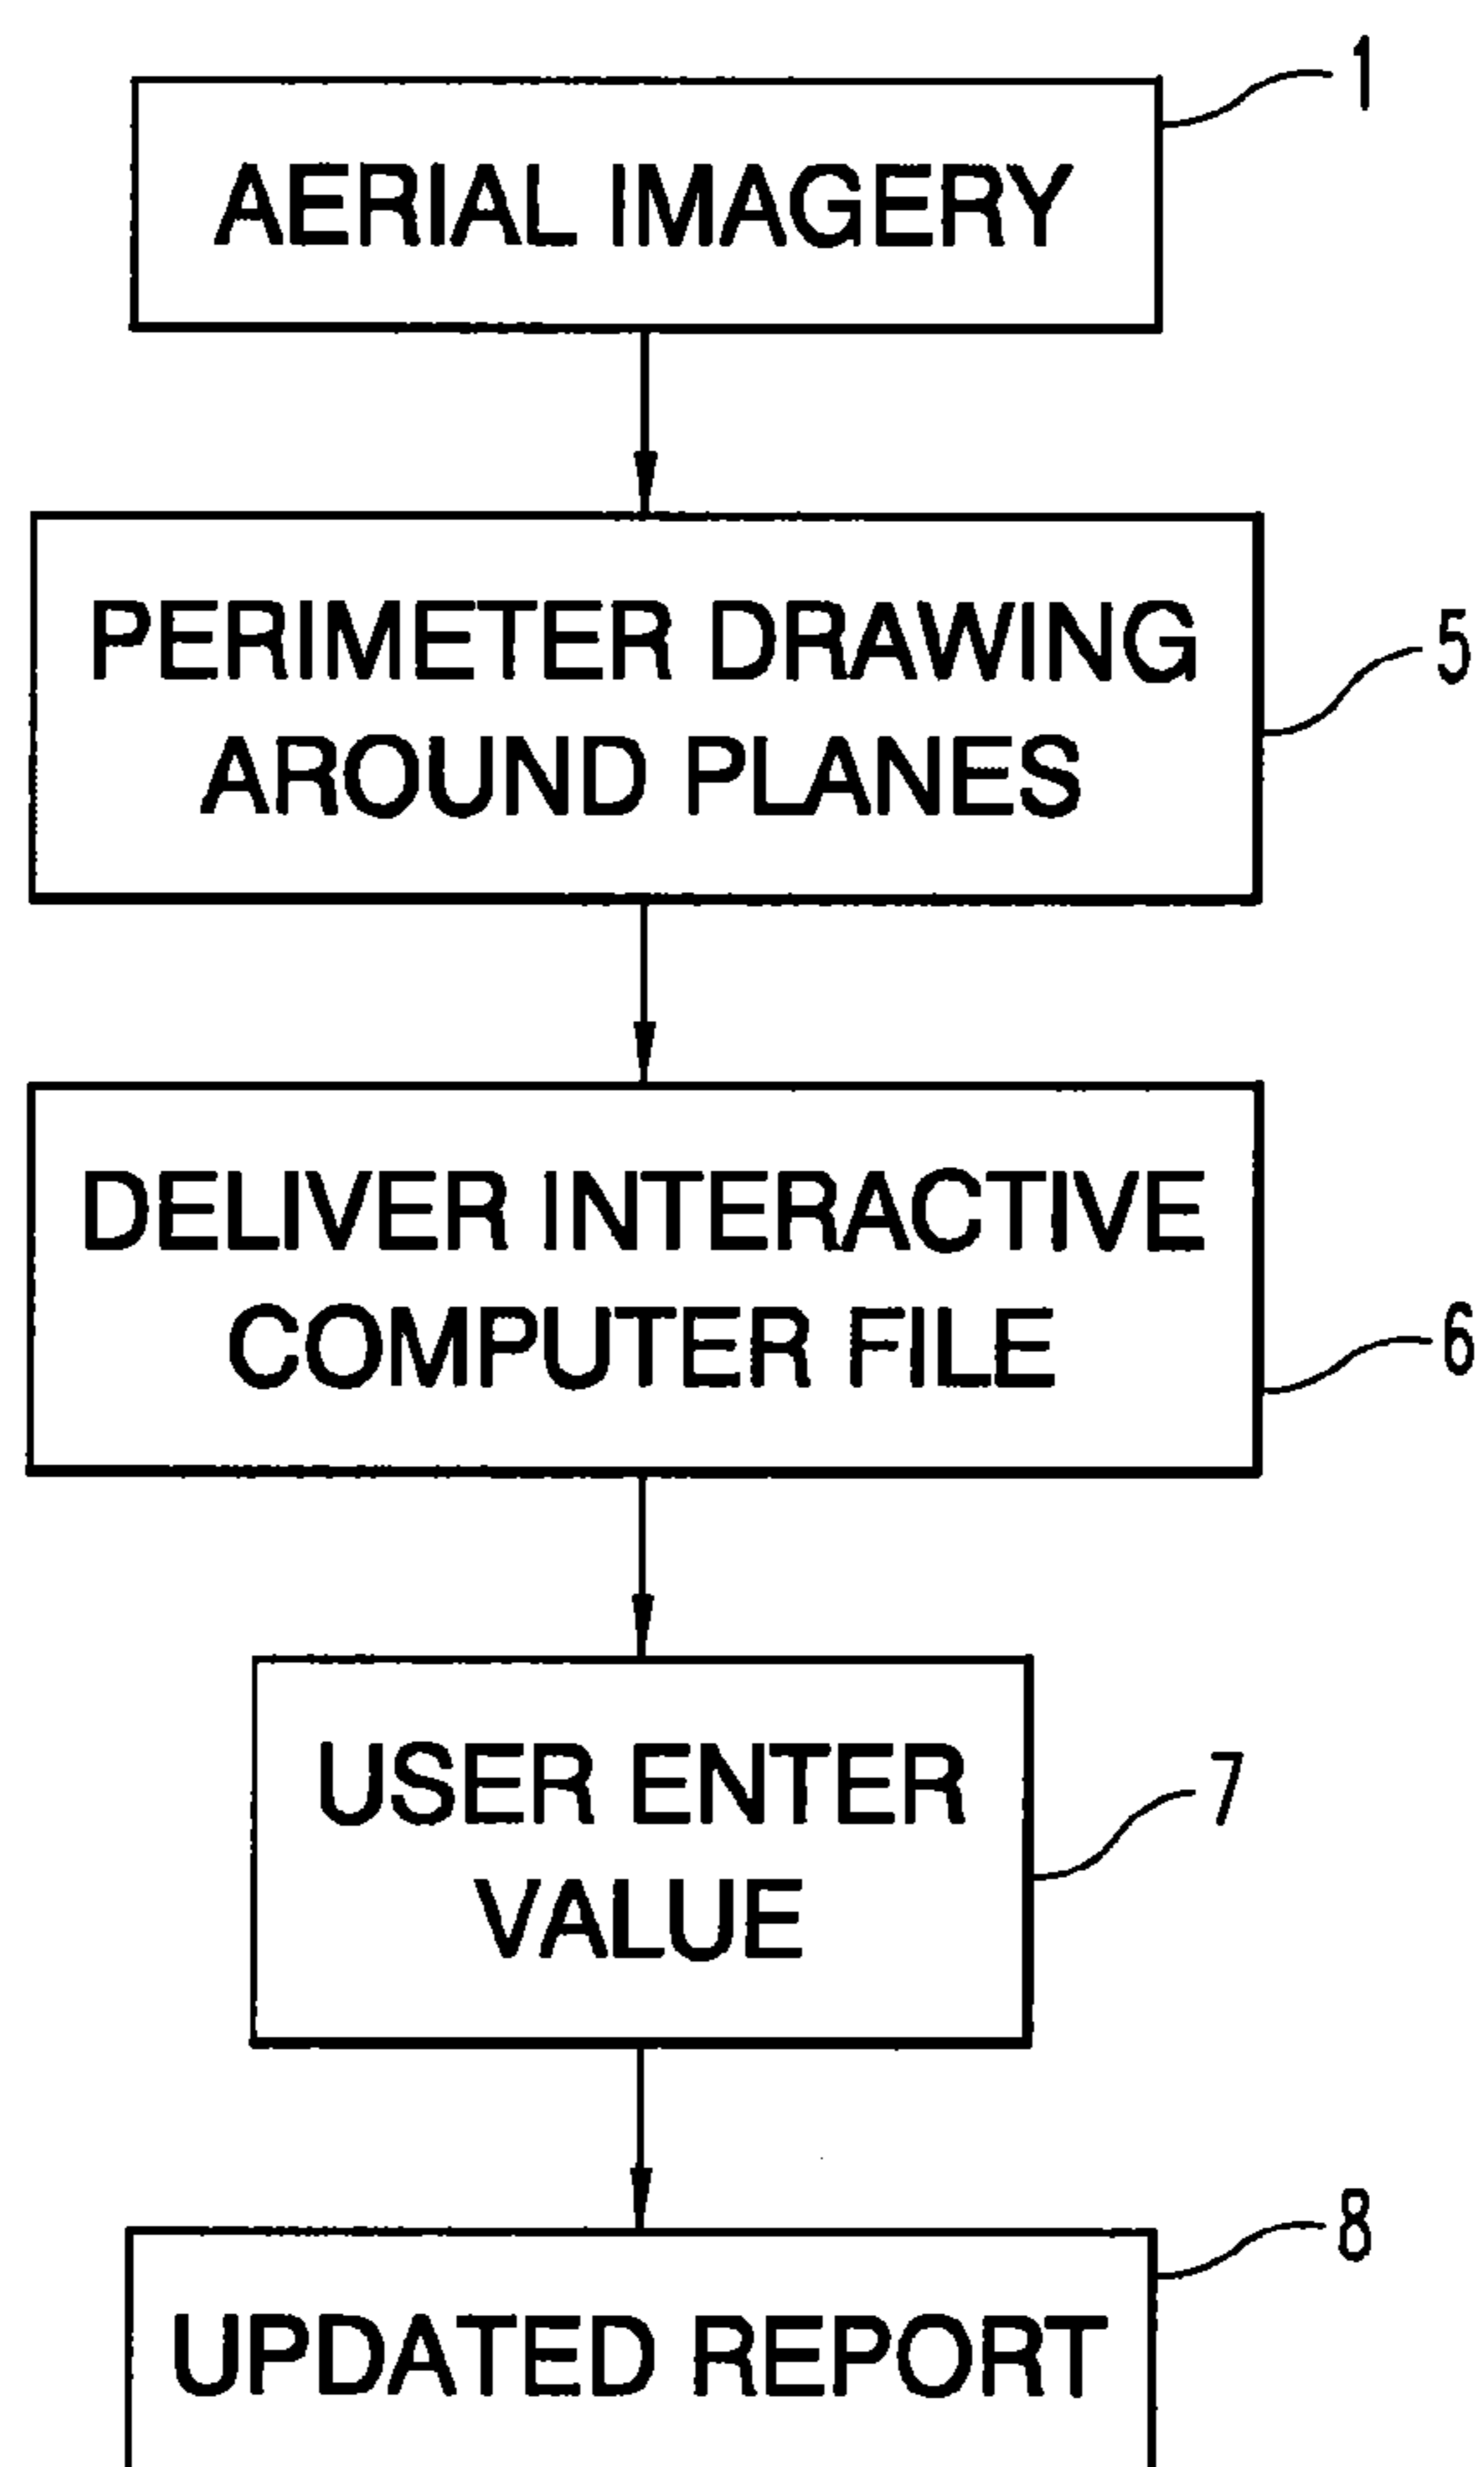 1
AERIAL IMAGERY
PERIMETER DRAWING
AROUND PLANES
5
DELIVER INTERACTIVE
COMPUTER FILE
6
USER ENTER
VALUE
7
8
UPDATED REPORT